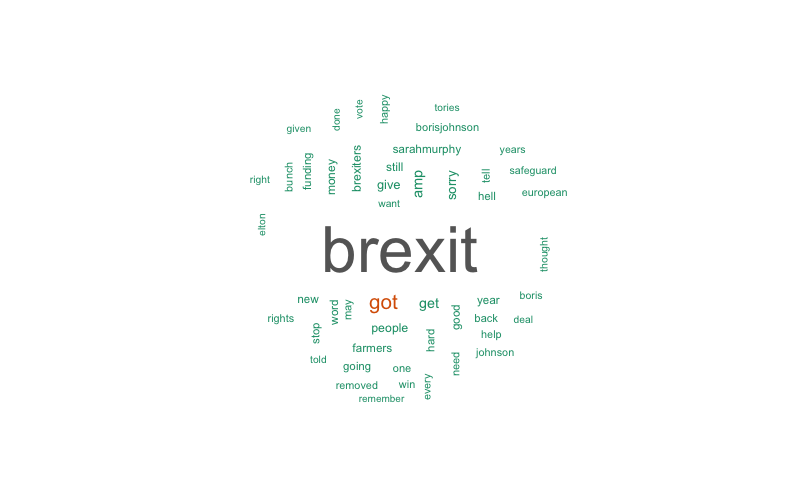 happy
vote
tories
done
given
borisjohnson
sarahmurphy
years
brexiters
still
funding
money
bunch
right
give
amp
sorry
tell
safeguard
european
hell
want
elton
brexit
thought
new
got
get
year
boris
may
word
rights
stop
people
good
back
deal
help
hard
farmers
johnson
told
going
one
need
removed
win
every
remember